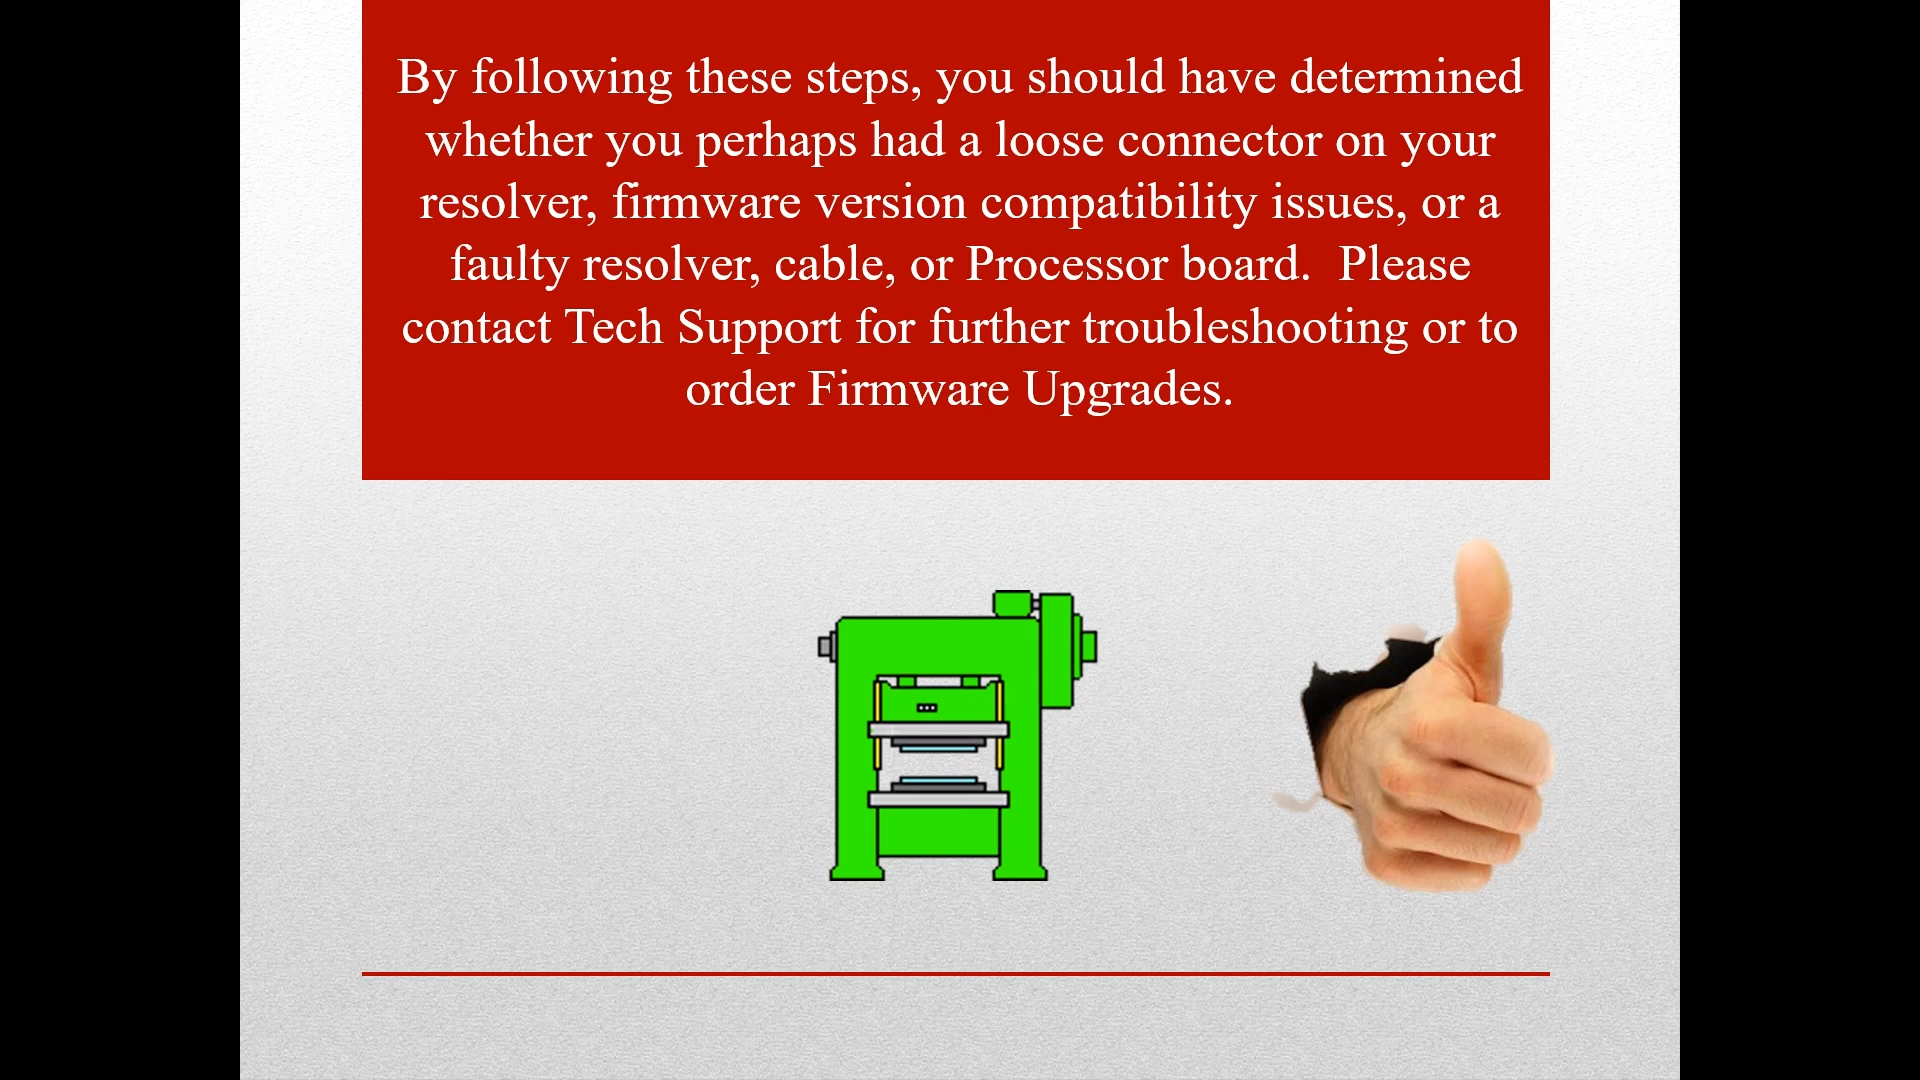 By following these steps, you should have determined
whether you perhaps had a loose connector on your
resolver, firmware version compatibility issues, or a
faulty resolver, cable, or Processor board.  Please
contact Tech Support for further troubleshooting or to
order Firmware Upgrades.